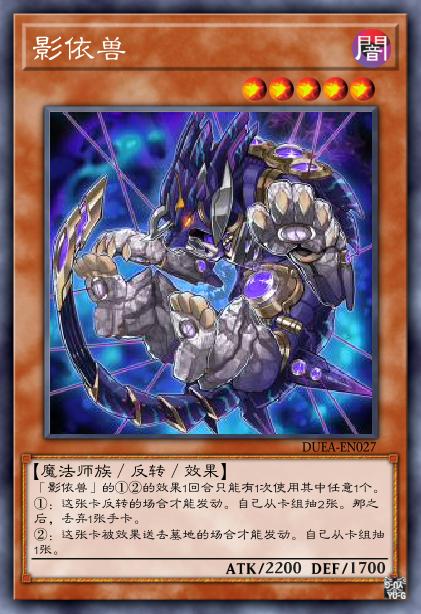 影依兽
闇
DUEA-EN027
【魔法师族／反转／效果】
「影依兽」的①②的效果1回合只能有1次使用其中任意1个。
①：这张卡反转的场合才能发动。自己从卡组抽2张。那之
后，丢弃1张手卡。
②：这张卡被效果送去墓地的场合才能发动。自己从卡组抽
1张。
ATK/2200 DEF/1700